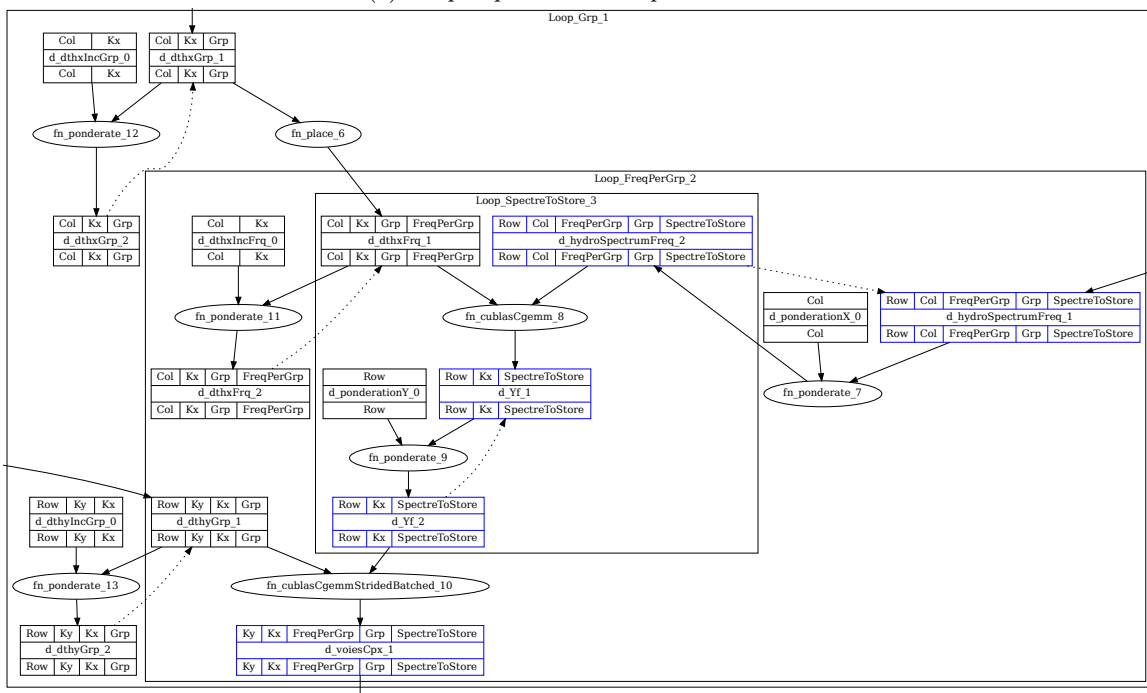 Loop_Grp_1
Col Kx
d_dthxIncGrp_0
Col Kx
Col Kx Grp
d_dthxGrp_1
Col Kx Grp
fn_ponderate_12
fn_place_6
Loop_FreqPerGrp_2
Loop_SpectreToStore_3
Col Kx Grp
d_dthxGrp_2
Col Kx Grp
Col Kx
d_dthxIncFrq_0
Col Kx
Col Kx Grp FreqPerGrp
d_dthxFrq_1
Col Kx Grp FreqPerGrp
Row Col FreqPerGrp Grp SpectreToStore
d_hydroSpectrumFreq_2
Row Col FreqPerGrp Grp SpectreToStore
Col
d_ponderationX_0
Col
Row Col FreqPerGrp Grp SpectreToStore
d_hydroSpectrumFreq_1
Row Col FreqPerGrp Grp SpectreToStore
fn_ponderate_11
fn_cublasCgemm_8
Col Kx Grp FreqPerGrp
d_dthxFrq_2
Col Kx Grp FreqPerGrp
Row
d_ponderationY_0
Row
Row Kx SpectreToStore
d_Yf_1
Row Kx SpectreToStore
fn_ponderate_7
fn_ponderate_9
Row Ky Kx
d_dthyIncGrp_0
Row Ky Kx
Row Ky Kx Grp
d_dthyGrp_1
Row Ky Kx Grp
Row Kx SpectreToStore
d_Yf_2
Row Kx SpectreToStore
fn_ponderate_13
fn_cublasCgemmStridedBatched_10
Row Ky Kx Grp
d_dthyGrp_2
Row Ky Kx Grp
Ky Kx FreqPerGrp Grp SpectreToStore
d_voiesCpx_1
Ky Kx FreqPerGrp Grp SpectreToStore